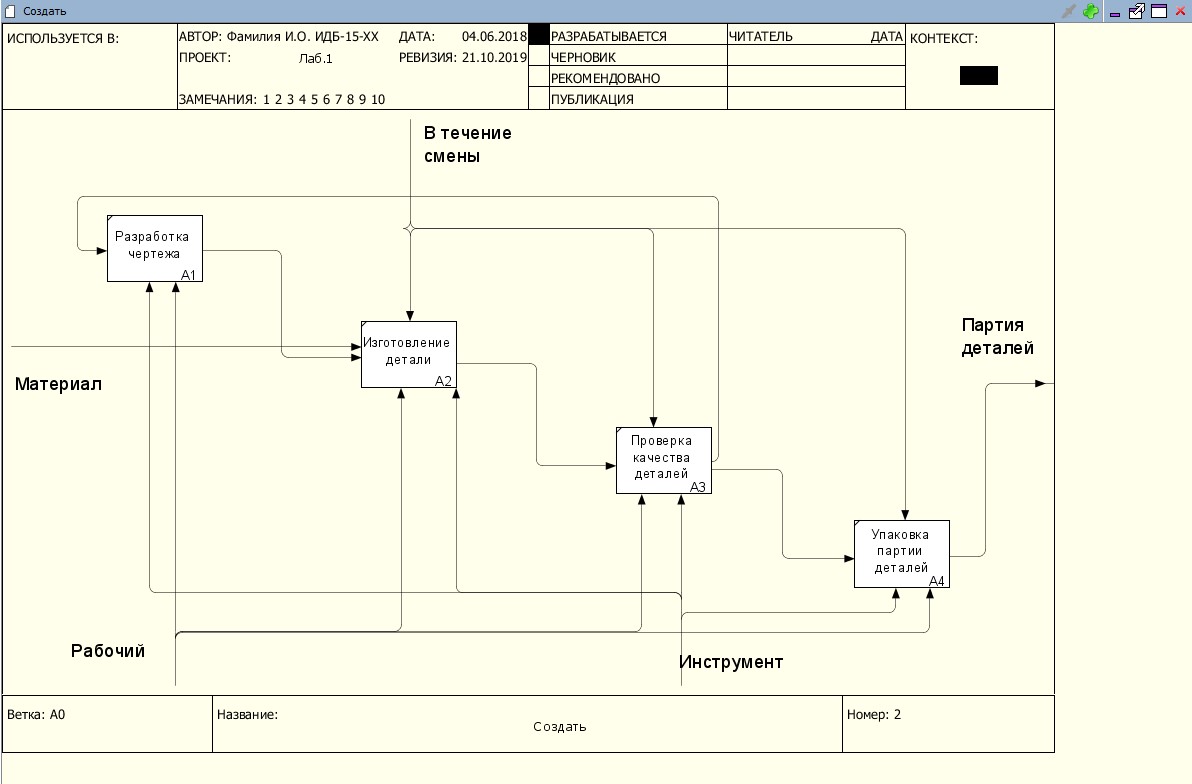 Создать
ИСПОЛЬЗУЕТСЯ В:
АВТОР: Фамилия И.О. ИДБ-15-XX
ДАТА: 04.06.2018
ПРОЕКТ: Лаб.1
РЕВИЗИЯ: 21.10.2019
ЗАМЕЧАНИЯ: 1 2 3 4 5 6 7 8 9 10
РАЗРАБАТЫВАЕТСЯ
ЧЕРНОВИК
РЕКОМЕНДОВАНО
ПУБЛИКАЦИЯ
ЧИТАТЕЛЬ ДАТА
КОНТЕКСТ:
В течение
смены
Разработка
чертежа
A1
Изготовление
детали
A2
Материал
Партия
деталей
Проверка
качества
деталей
A3
Упаковка
партии
деталей
A4
Рабочий
Инструмент
Ветка: A0
Название:
Создать
Номер: 2